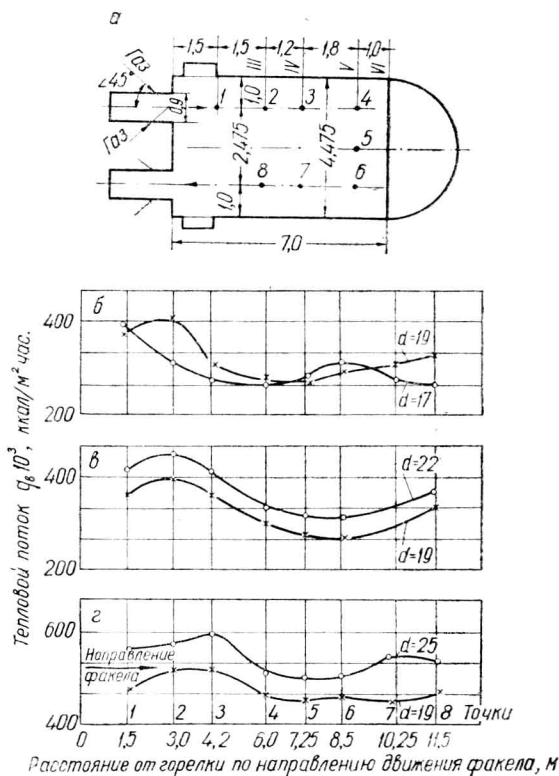 а
1,5 1,5 1,2 1,8 1,0
III IV V VI
∠45°
Газ
Газ
0,9
1,0
2,475
1,0
4,475
1 2 3 4
5
8 7 6
7,0
Тепловой поток qв 10³, ккал/м² час.
б
400
200
d=19
d=17
в
400
200
d=22
d=19
г
600
400
Направление
факела
d=25
d=19
1 2 3 4 5 6 7 8 Точки
0 1,5 3,0 4,2 6,0 7,25 8,5 10,25 11,5
Расстояние от горелки по направлению движения факела, м